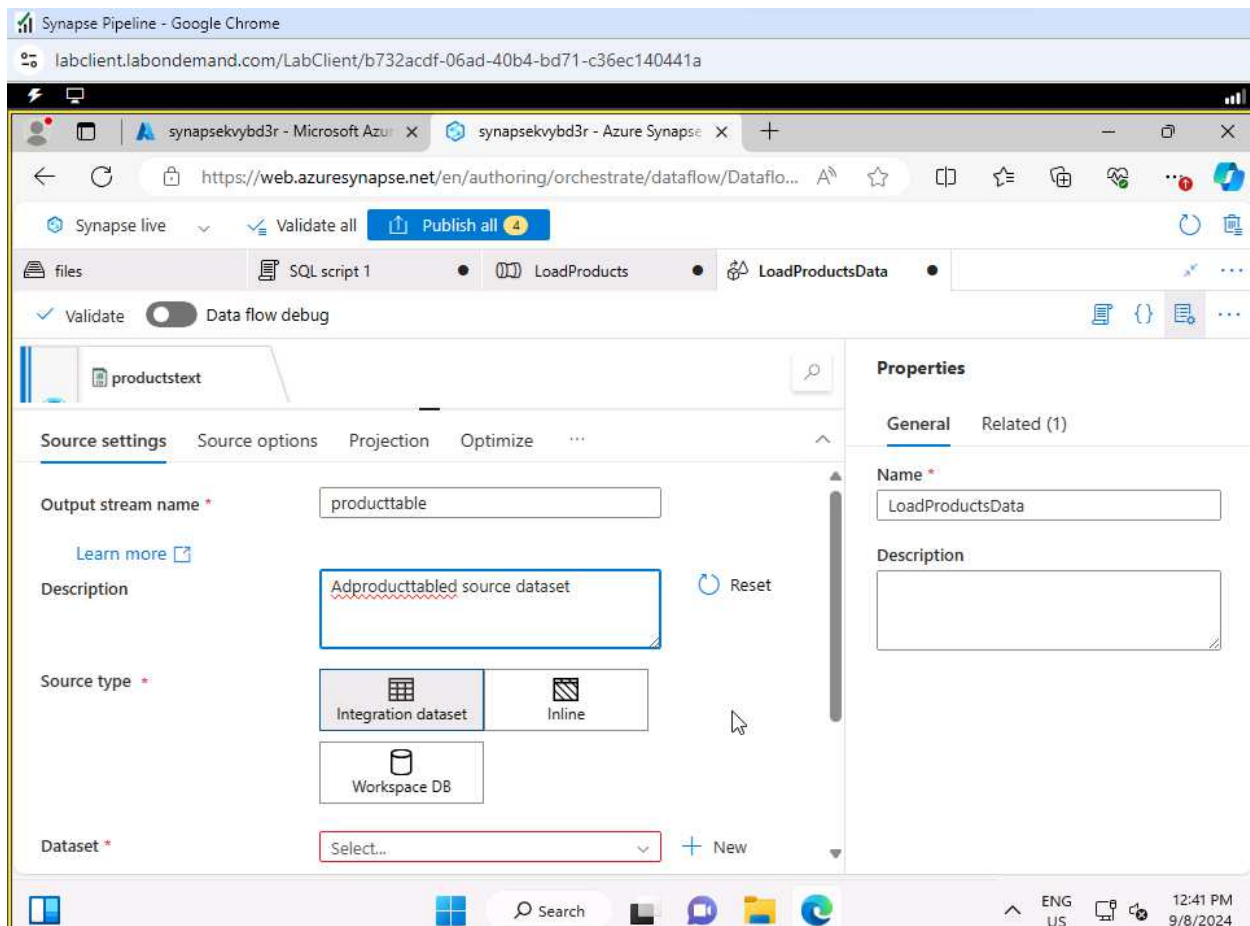 Synapse Pipeline - Google Chrome
labclient.labondemand.com/LabClient/b732acdf-06ad-40b4-bd71-c36ec140441a
synapsekvybd3r - Microsoft Azur
synapsekvybd3r - Azure Synapse
https://web.azuresynapse.net/en/authoring/orchestrate/dataflow/Dataflo...
Synapse live
Validate all
Publish all 4
files
SQL script 1
LoadProducts
LoadProductsData
Validate
Data flow debug
productstext
Source settings
Source options
Projection
Optimize
Output stream name *
producttable
Learn more
Description
Adproducttabled source dataset
Reset
Source type *
Integration dataset
Inline
Workspace DB
Dataset *
Select...
New
Properties
General
Related (1)
Name *
LoadProductsData
Description
Search
ENG
US
12:41 PM
9/8/2024